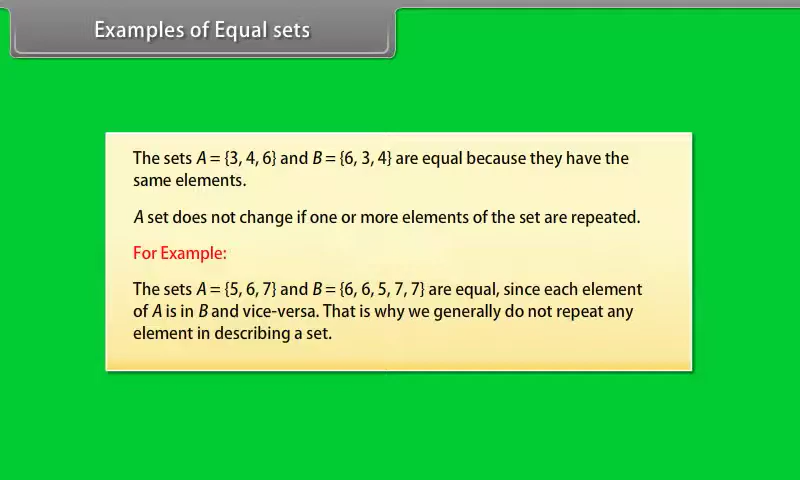 Examples of Equal sets
The sets A = {3, 4, 6} and B = {6, 3, 4} are equal because they have the
same elements.
A set does not change if one or more elements of the set are repeated.
For Example:
The sets A = {5, 6, 7} and B = {6, 6, 5, 7, 7} are equal, since each element
of A is in B and vice-versa. That is why we generally do not repeat any
element in describing a set.